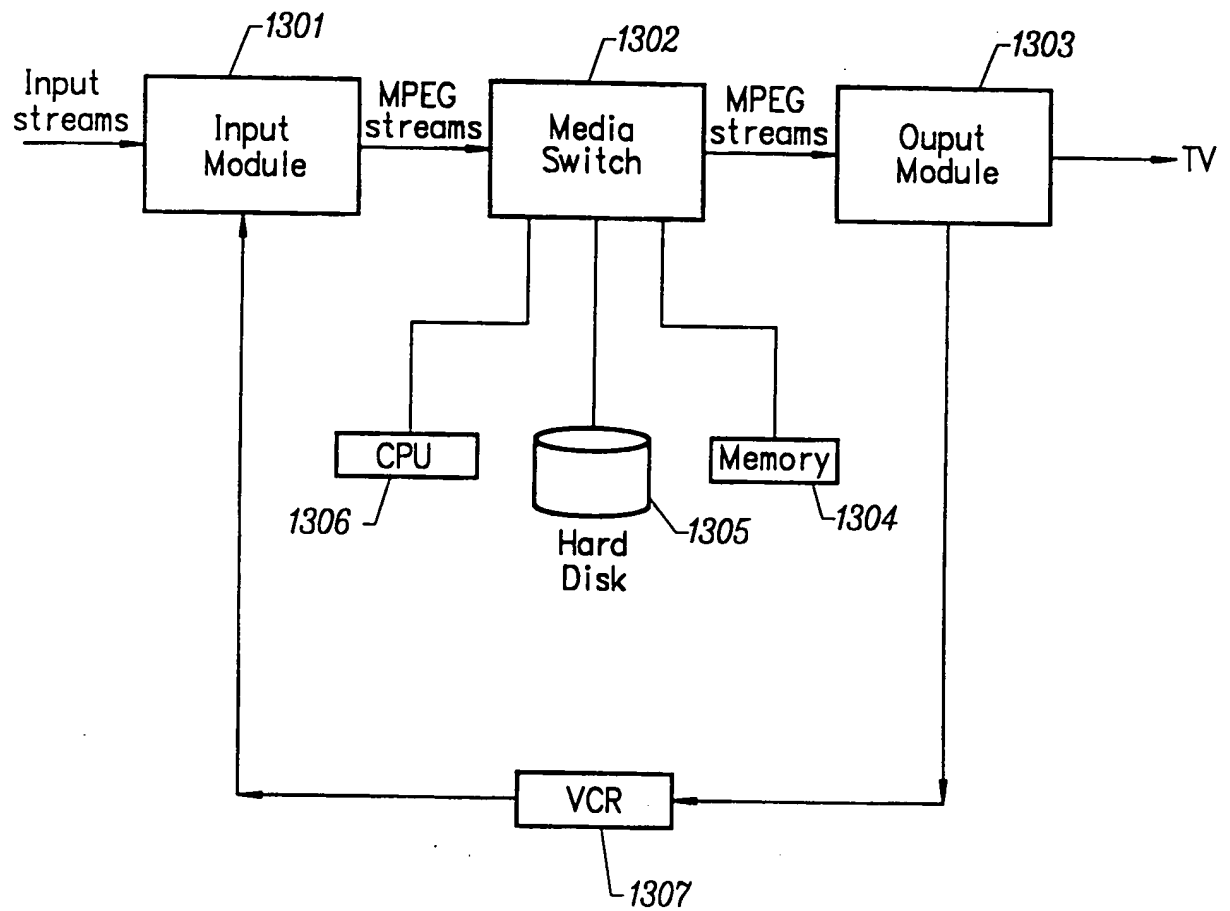 1301
1302
1303
Input
streams
Input
Module
MPEG
streams
Media
Switch
MPEG
streams
Ouput
Module
TV
CPU
1306
Hard
Disk
1305
Memory
1304
VCR
1307